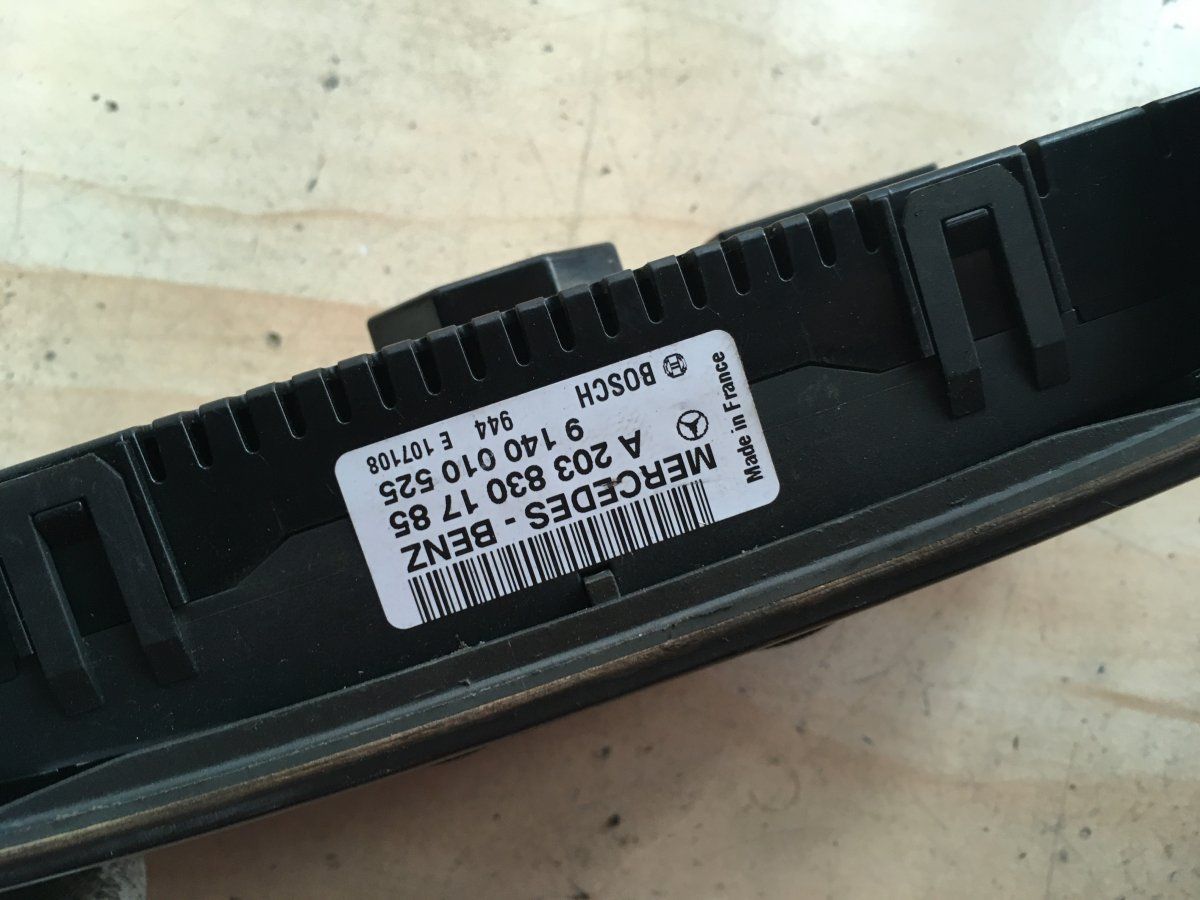 MERCEDES - BENZ
A 203 830 17 85
9 140 010 525
944 E 107108
BOSCH
Made in France